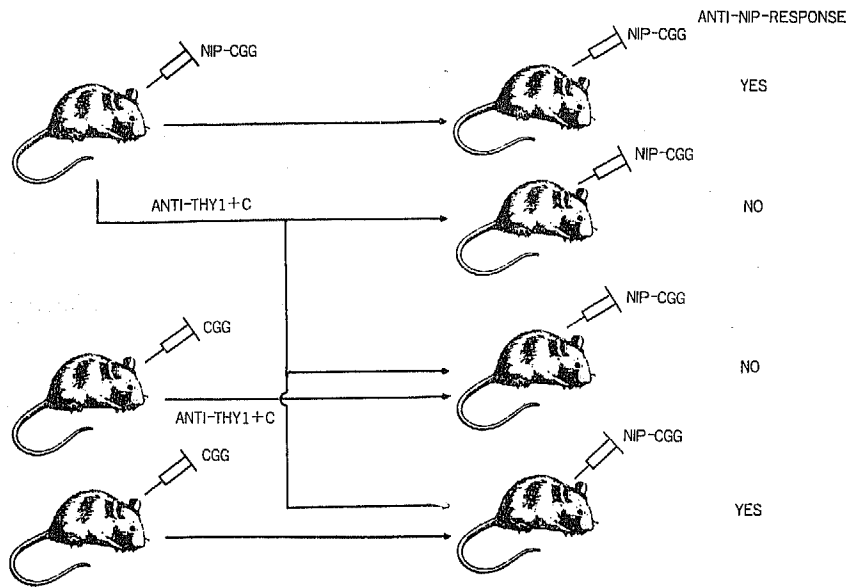 ANTI-NIP-RESPONSE
NIP-CGG
NIP-CGG
YES
NIP-CGG
ANTI-THY1+C
NO
CGG
NIP-CGG
NO
ANTI-THY1+C
CGG
NIP-CGG
YES